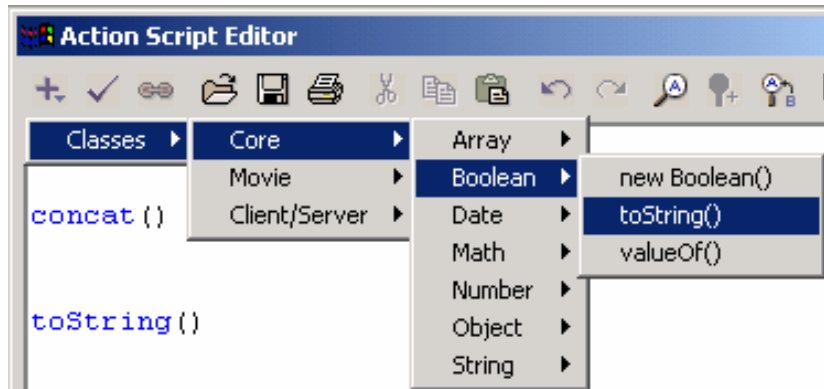 Action Script Editor
Classes
Core
Movie
Client/Server
Array
Boolean
Date
Math
Number
Object
String
new Boolean()
toString()
valueOf()
concat()
toString()